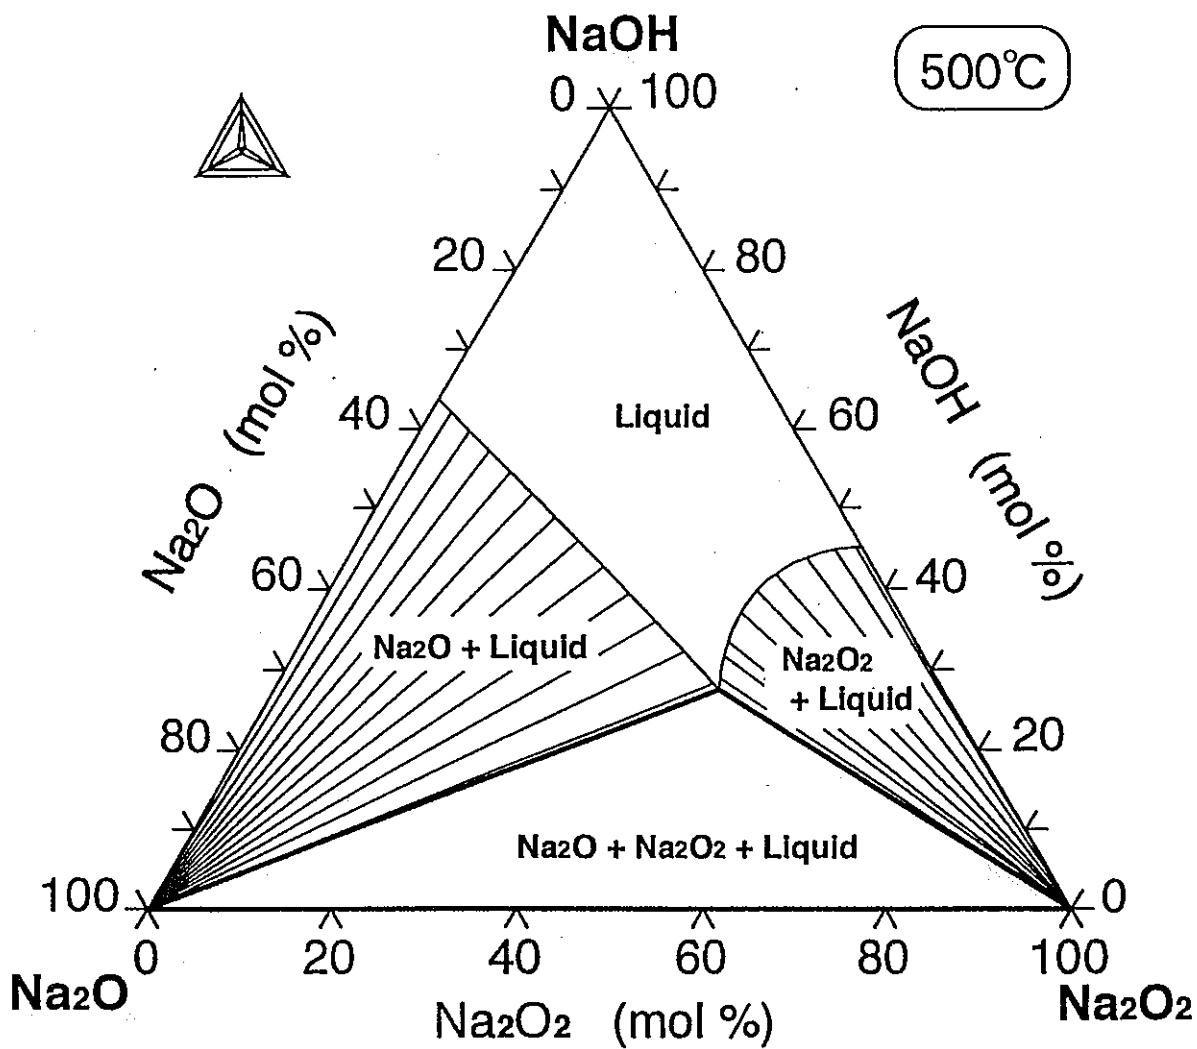 NaOH
500℃
0 100
20 80
Na2O (mol %)
NaOH (mol %)
40 60
Liquid
60 40
Na2O + Liquid
Na2O2
+ Liquid
80 20
Na2O + Na2O2 + Liquid
100 0
0 20 40 60 80 100
Na2O
Na2O2 (mol %)
Na2O2